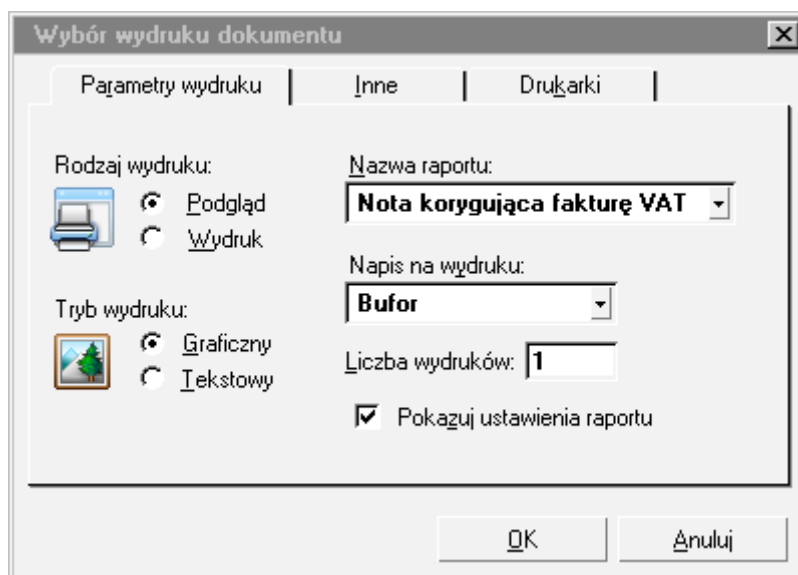 Wybór wydruku dokumentu
Parametry wydruku
Inne
Drukarki
Rodzaj wydruku:
Podgląd
Wydruk
Tryb wydruku:
Graficzny
Tekstowy
Nazwa raportu:
Nota korygująca fakturę VAT
Napis na wydruku:
Bufor
Liczba wydruków: 1
Pokazuj ustawienia raportu
OK
Anuluj